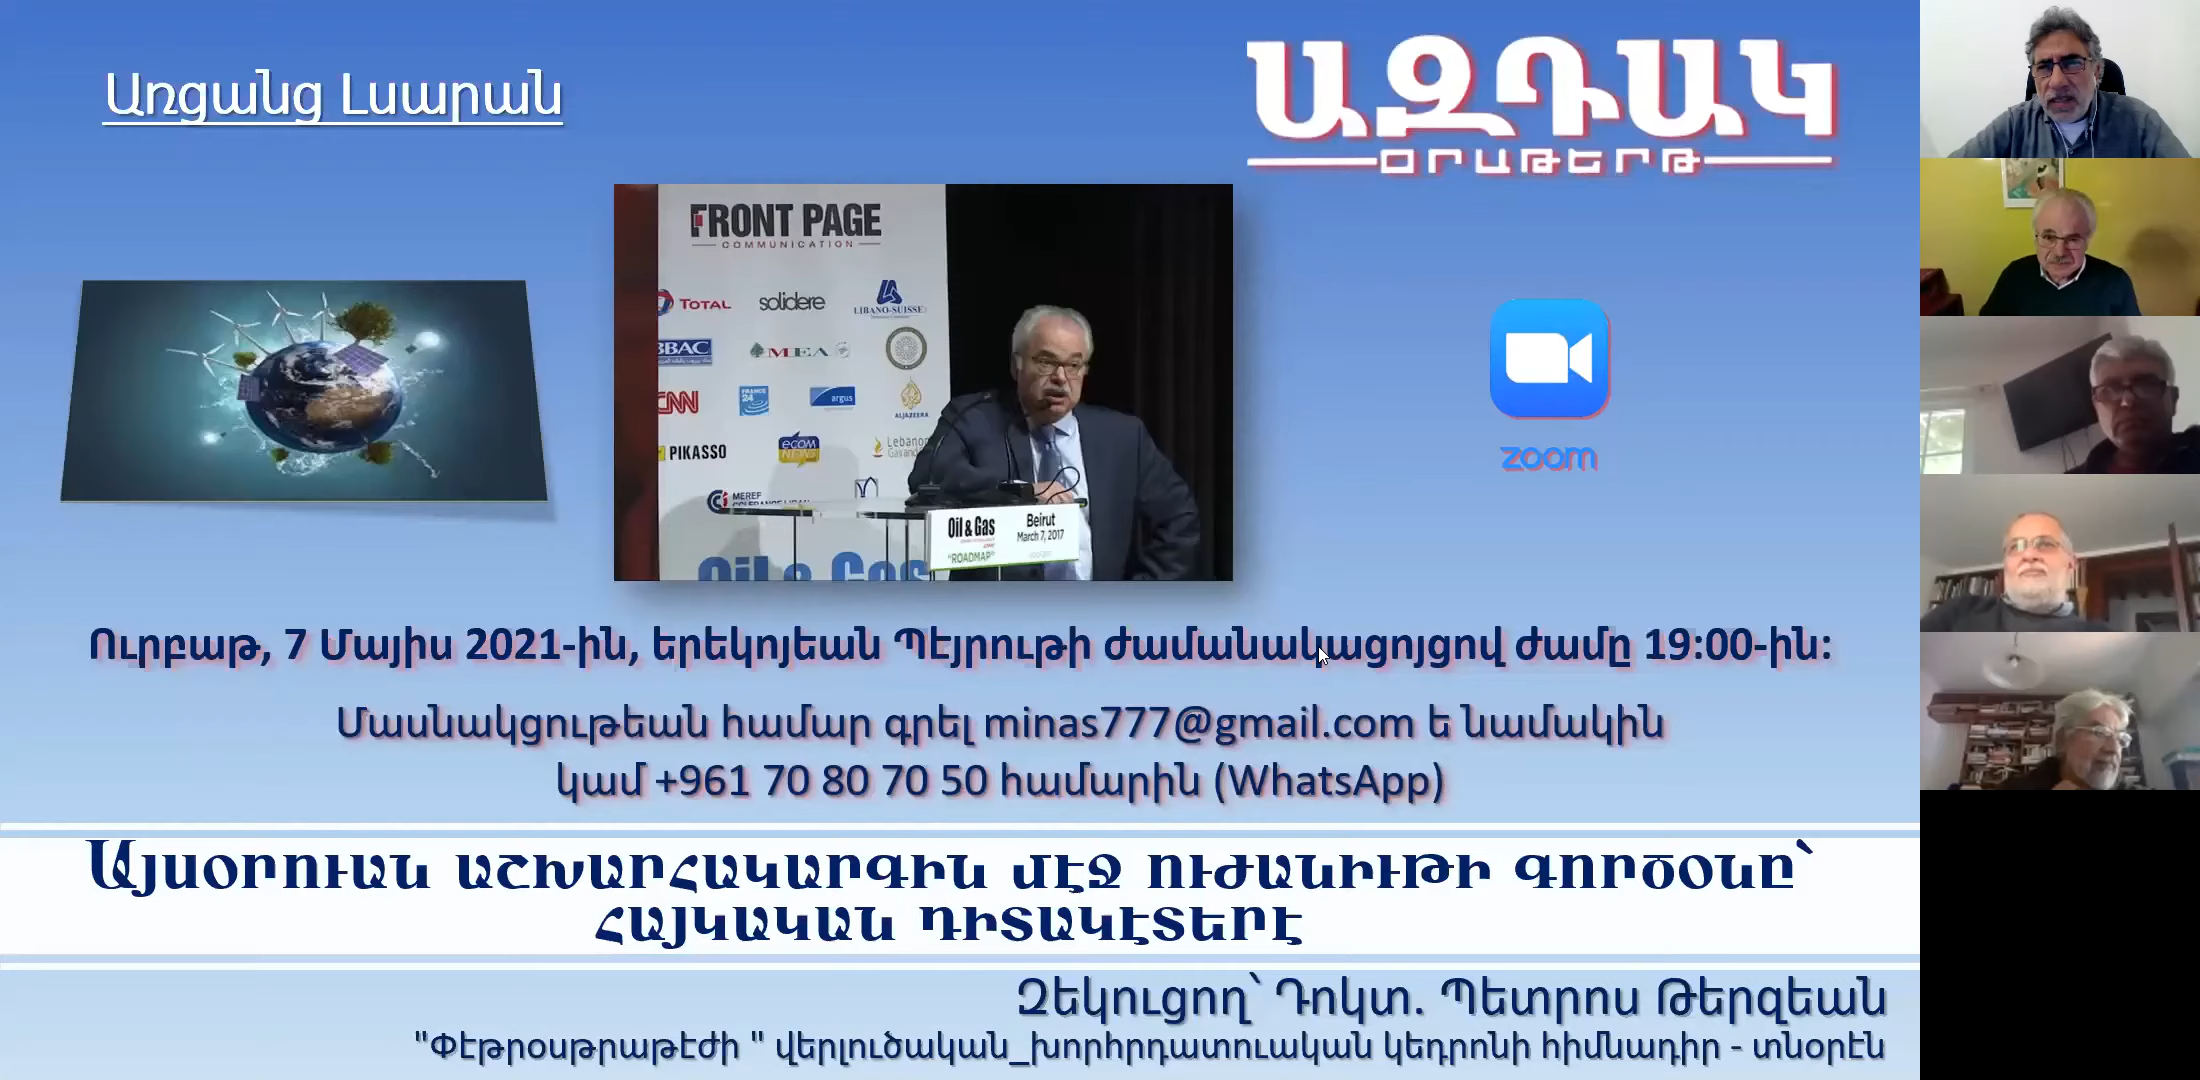 Առցանց Լսարան
ԱԶԴԱԿ
ՕՐԱԹԵՐԹ
FRONT PAGE
COMMUNICATION
TOTAL
solidere
LIBANO-SUISSE
BBAC
MEA
CNN
FRANCE 24
argus
ALJAZEERA
PIKASSO
ecom NEWS
MEREF
Oil & Gas
"ROADMAP"
Beirut
March 7, 2017
Oil & Gas
zoom
Ուրբաթ, 7 Մայիս 2021-ին, երեկոյեան Պէյրութի ժամանակացոյցով ժամը 19:00-ին:
Մասնակցութեան համար գրել minas777@gmail.com ե նամակին
կամ +961 70 80 70 50 համարին (WhatsApp)
Այսօրուան աշխարհակարգին մէջ ուժանիւթի գործօնը՝
հայկական դիտակէտերէ
Զեկուցող՝ Դոկտ. Պետրոս Թերզեան
"Փէթրօսթրաթէժի " վերլուծական_խորհրդատուական կեդրոնի հիմնադիր - տնօրէն